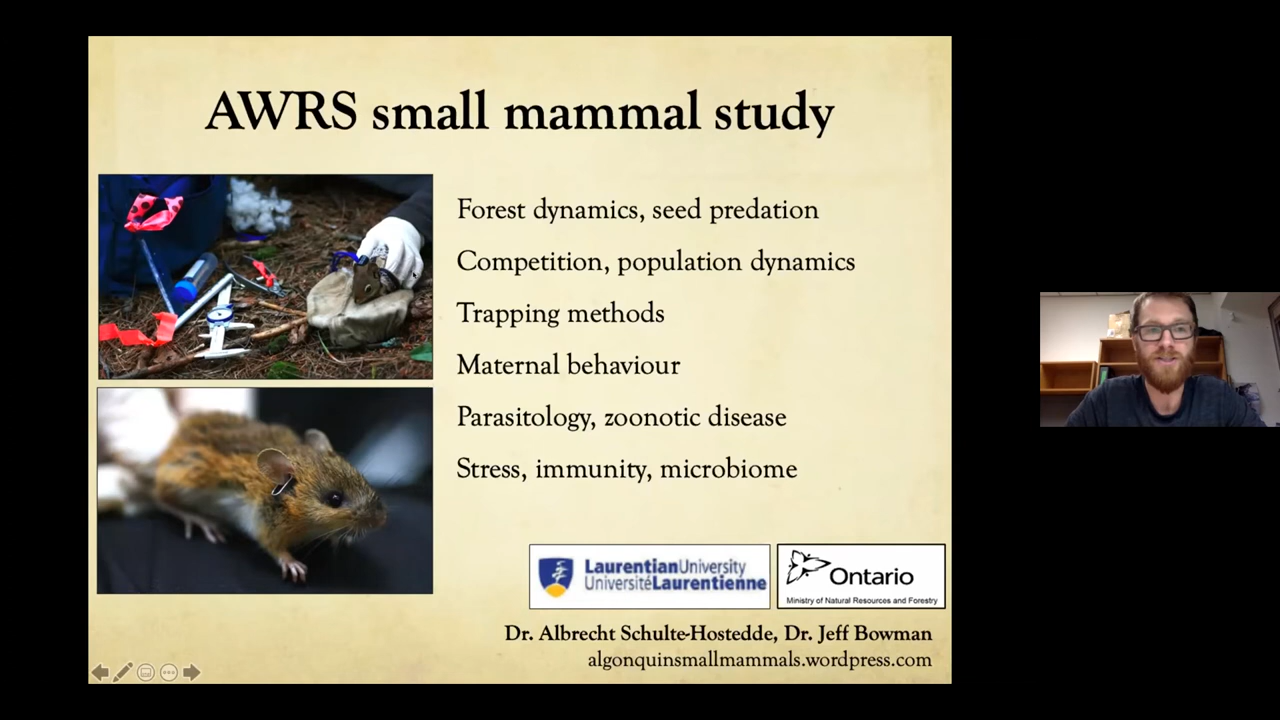 AWRS small mammal study
Forest dynamics, seed predation
Competition, population dynamics
Trapping methods
Maternal behaviour
Parasitology, zoonotic disease
Stress, immunity, microbiome
LaurentianUniversity
UniversitéLaurentienne
Ontario
Ministry of Natural Resources and Forestry
Dr. Albrecht Schulte-Hostedde, Dr. Jeff Bowman
algonquinsmallmammals.wordpress.com